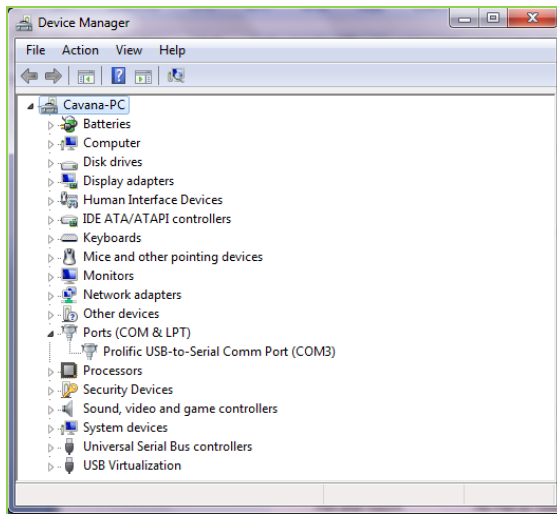 Device Manager
File Action View Help
Cavana-PC
Batteries
Computer
Disk drives
Display adapters
Human Interface Devices
IDE ATA/ATAPI controllers
Keyboards
Mice and other pointing devices
Monitors
Network adapters
Other devices
Ports (COM & LPT)
Prolific USB-to-Serial Comm Port (COM3)
Processors
Security Devices
Sound, video and game controllers
System devices
Universal Serial Bus controllers
USB Virtualization